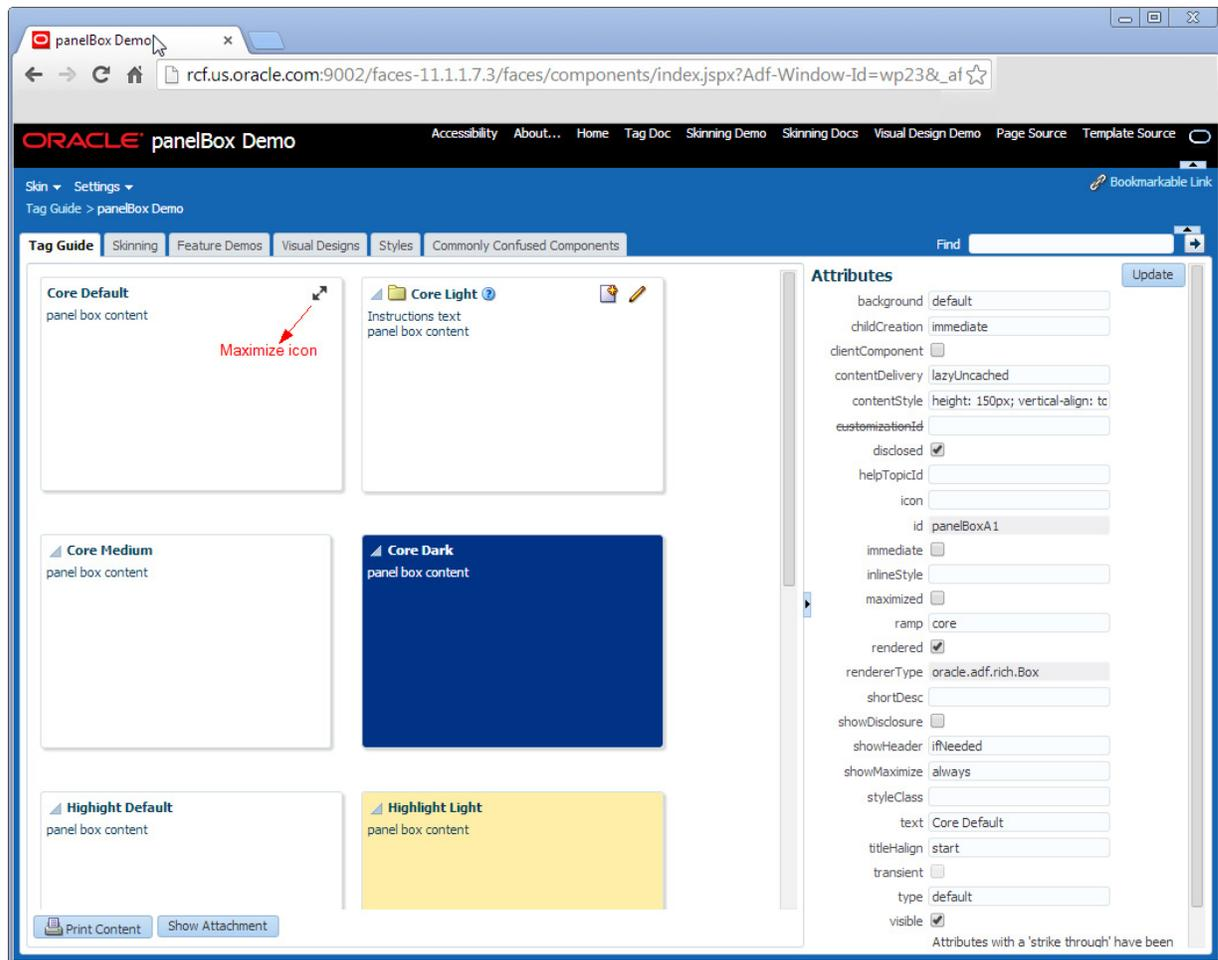 panelBox Demo
rcf.us.oracle.com:9002/faces-11.1.1.7.3/faces/components/index.jspx?Adf-Window-Id=wp23&_af
ORACLE panelBox Demo
Accessibility About... Home Tag Doc Skinning Demo Skinning Docs Visual Design Demo Page Source Template Source
Skin Settings
Bookmarkable Link
Tag Guide > panelBox Demo
Tag Guide Skinning Feature Demos Visual Designs Styles Commonly Confused Components
Find
Core Default
panel box content
Maximize icon
Core Light
Instructions text
panel box content
Core Medium
panel box content
Core Dark
panel box content
Highight Default
panel box content
Highlight Light
panel box content
Print Content
Show Attachment
Attributes
Update
background default
childCreation immediate
clientComponent
contentDelivery lazyUncached
contentStyle height: 150px; vertical-align: to
customizationId
disclosed
helpTopicId
icon
id panelBoxA1
immediate
inlineStyle
maximized
ramp core
rendered
rendererType oracle.adf.rich.Box
shortDesc
showDisclosure
showHeader ifNeeded
showMaximize always
styleClass
text Core Default
titleHalign start
transient
type default
visible
Attributes with a 'strike through' have been